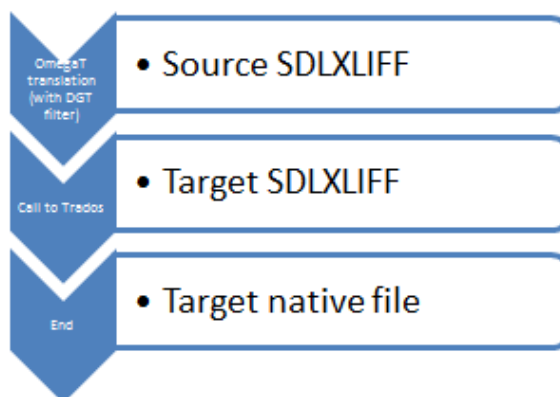 OmegaT
translation
(with DGT
filter)
• Source SDLXLIFF
Call to Trados
• Target SDLXLIFF
End
• Target native file